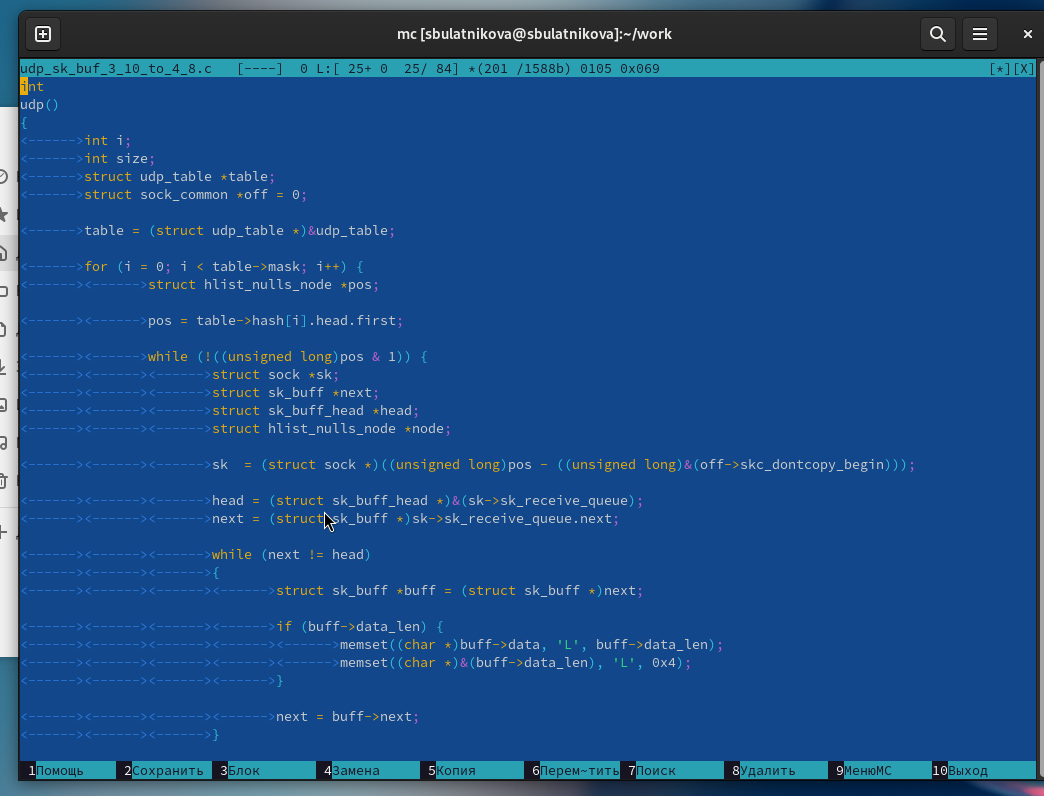 mc [sbulatnikova@sbulatnikova]:~/work
udp_sk_buf_3_10_to_4_8.c   [----]  0 L:[ 25+ 0  25/ 84] *(201 /1588b) 0105 0x069 [*][X]
int
udp()
{
<------>int i;
<------>int size;
<------>struct udp_table *table;
<------>struct sock_common *off = 0;
<------>table = (struct udp_table *)&udp_table;
<------>for (i = 0; i < table->mask; i++) {
<------><------>struct hlist_nulls_node *pos;
<------><------>pos = table->hash[i].head.first;
<------><------>while (!((unsigned long)pos & 1)) {
<------><------><------>struct sock *sk;
<------><------><------>struct sk_buff *next;
<------><------><------>struct sk_buff_head *head;
<------><------><------>struct hlist_nulls_node *node;
<------><------><------>sk  = (struct sock *)((unsigned long)pos - ((unsigned long)&(off->skc_dontcopy_begin)));
<------><------><------>head = (struct sk_buff_head *)&(sk->sk_receive_queue);
<------><------><------>next = (struct sk_buff *)sk->sk_receive_queue.next;
<------><------><------>while (next != head)
<------><------><------>{
<------><------><------><------>struct sk_buff *buff = (struct sk_buff *)next;
<------><------><------><------>if (buff->data_len) {
<------><------><------><------><------>memset((char *)buff->data, 'L', buff->data_len);
<------><------><------><------><------>memset((char *)&(buff->data_len), 'L', 0x4);
<------><------><------><------>}
<------><------><------><------>next = buff->next;
<------><------><------>}
1Помощь 2Сохранить 3Блок 4Замена 5Копия 6Перем~тить 7Поиск 8Удалить 9МенюMC 10Выход